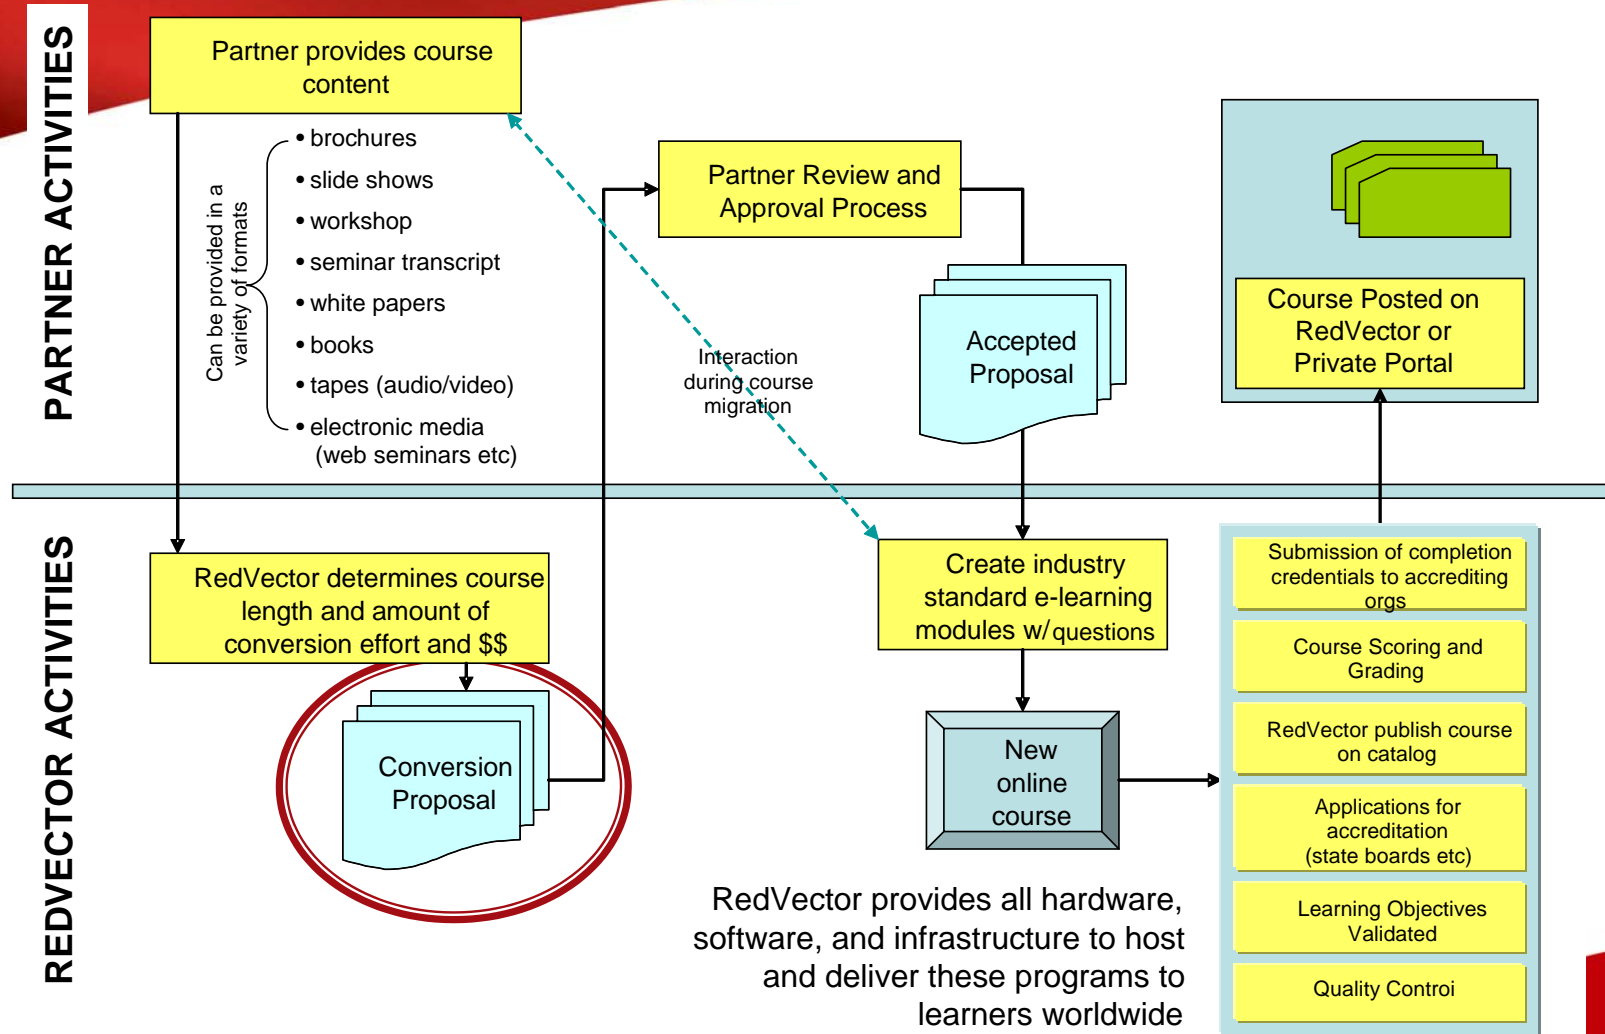 PARTNER ACTIVITIES
Partner provides course
content
Can be provided in a
variety of formats
• brochures
• slide shows
• workshop
• seminar transcript
• white papers
• books
• tapes (audio/video)
• electronic media
(web seminars etc)
Partner Review and
Approval Process
Interaction
during course
migration
Accepted
Proposal
Course Posted on
RedVector or
Private Portal
REDVECTOR ACTIVITIES
RedVector determines course
length and amount of
conversion effort and $$
Conversion
Proposal
Create industry
standard e-learning
modules w/questions
New
online
course
Submission of completion
credentials to accrediting
orgs
Course Scoring and
Grading
RedVector publish course
on catalog
Applications for
accreditation
(state boards etc)
Learning Objectives
Validated
Quality Controi
RedVector provides all hardware,
software, and infrastructure to host
and deliver these programs to
learners worldwide